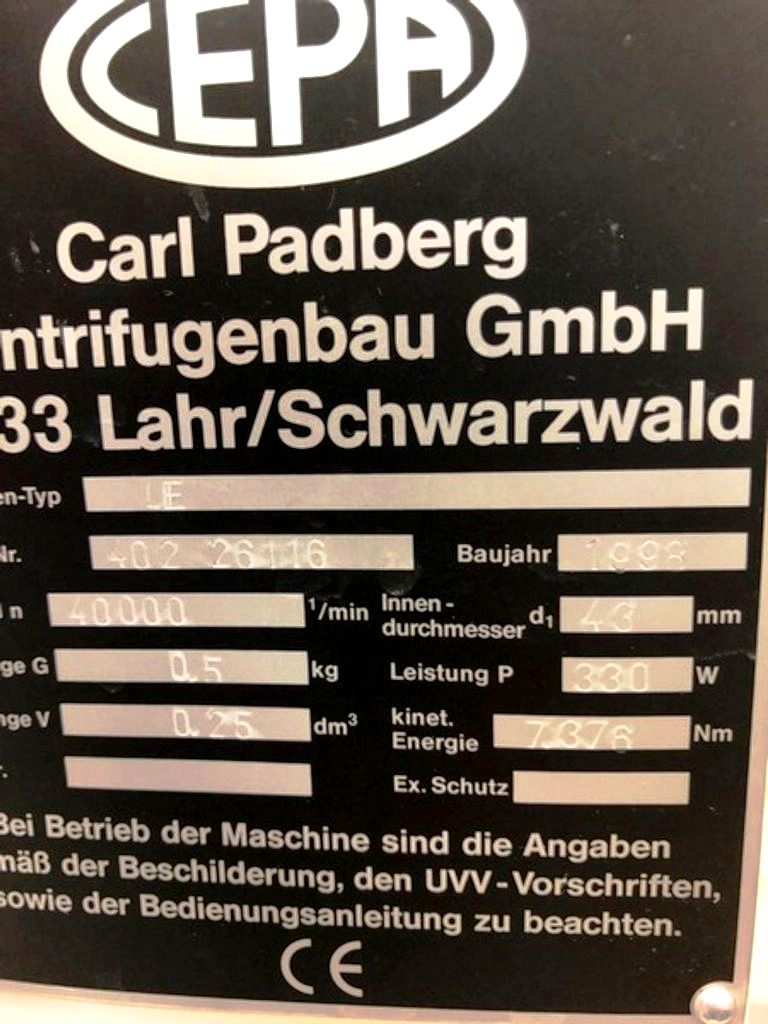 CEPA
Carl Padberg
ntrifugenbau GmbH
33 Lahr/Schwarzwald
en-Typ LE
Nr. 402 26116 Baujahr 1998
n 40000 1/min Innen-durchmesser d1 43 mm
ge G 0.5 kg Leistung P 330 W
nge V 0.25 dm³ kinet. Energie 7376 Nm
r. Ex. Schutz
Bei Betrieb der Maschine sind die Angaben
mäß der Beschilderung, den UVV-Vorschriften,
sowie der Bedienungsanleitung zu beachten.
CE